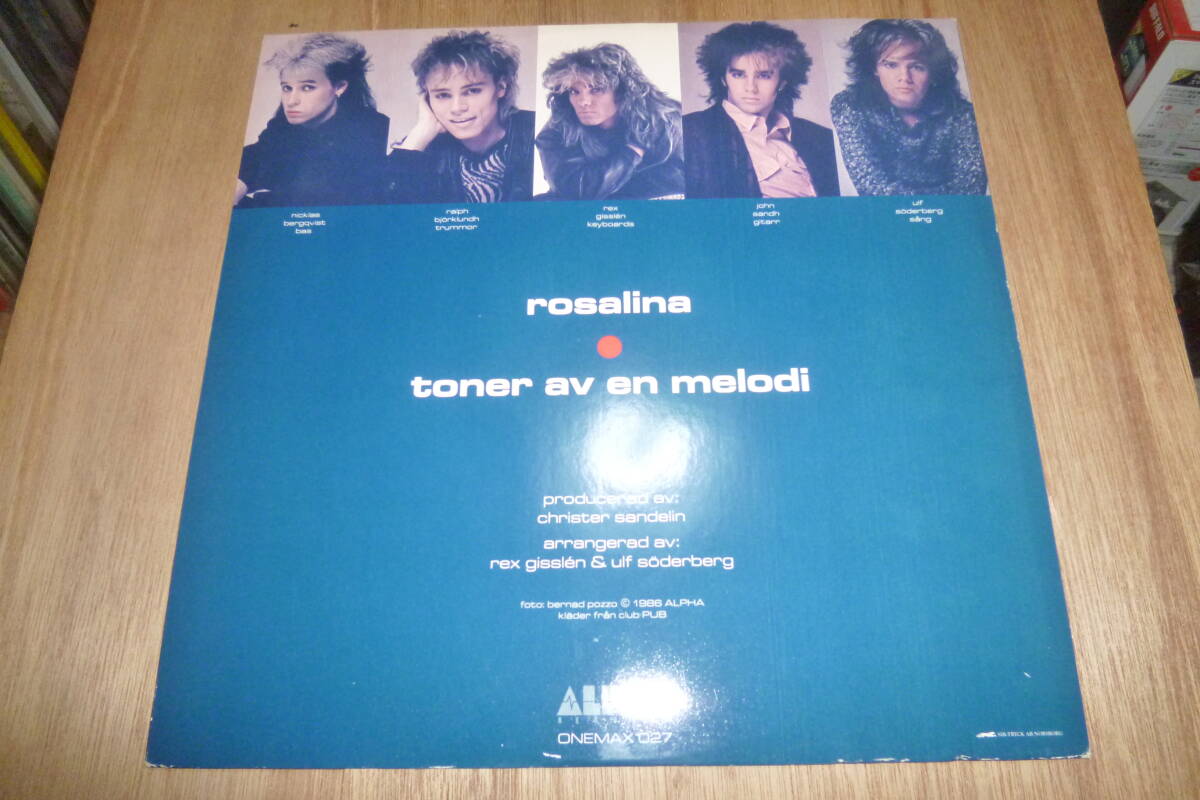 nicklas
bergqvist
bas
ralph
björklundh
trummor
rex
gisslén
keyboards
john
sandh
gitarr
ulf
söderberg
sång
rosalina
toner av en melodi
producerad av:
christer sandelin
arrangerad av:
rex gisslén & ulf söderberg
foto: bernad pozzo © 1986 ALPHA
kläder från club PUB
ONEMAX 027